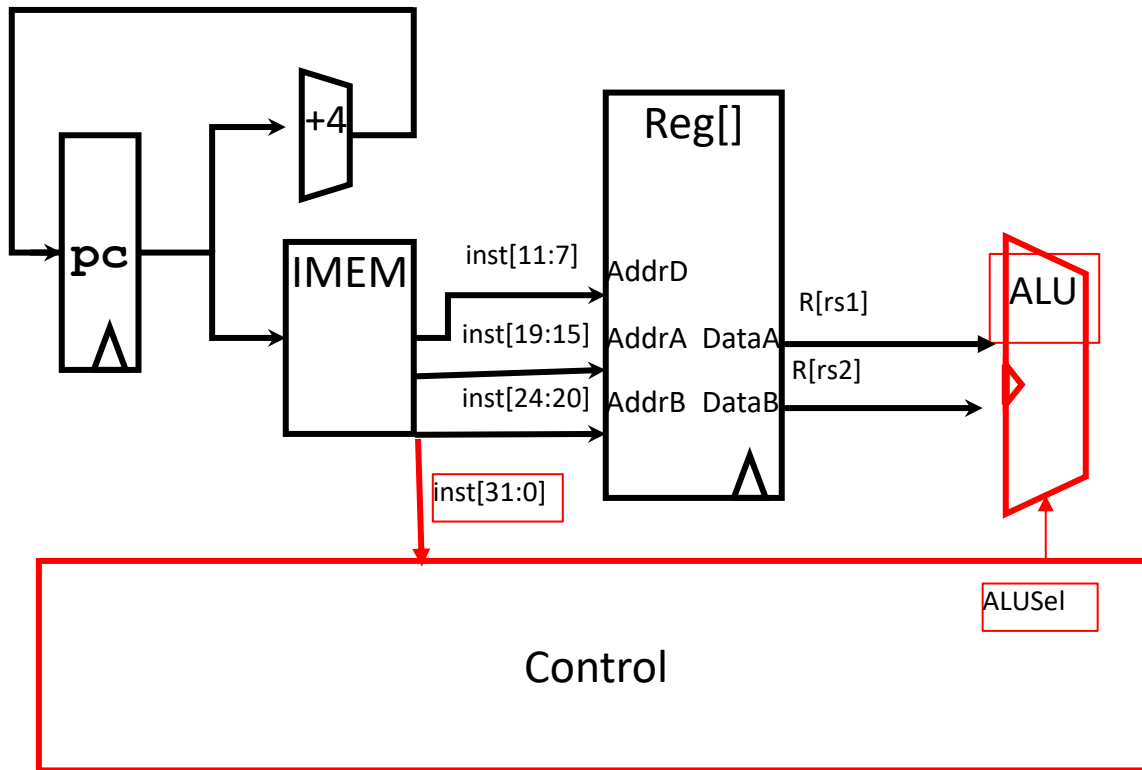 +4
Reg[]
pc
IMEM
inst[11:7]
AddrD
ALU
R[rs1]
inst[19:15]
AddrA DataA
R[rs2]
inst[24:20]
AddrB DataB
inst[31:0]
ALUSel
Control